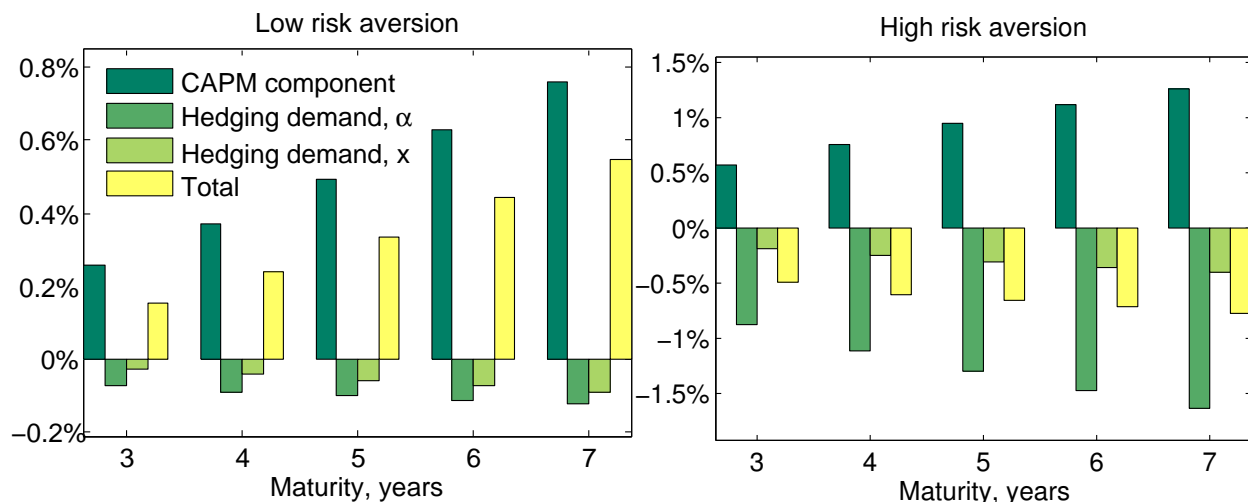 Low risk aversion
0.8%
0.6%
0.4%
0.2%
0%
−0.2%
CAPM component
Hedging demand, α
Hedging demand, x
Total
3 4 5 6 7
Maturity, years
High risk aversion
1.5%
1%
0.5%
0%
−0.5%
−1%
−1.5%
3 4 5 6 7
Maturity, years